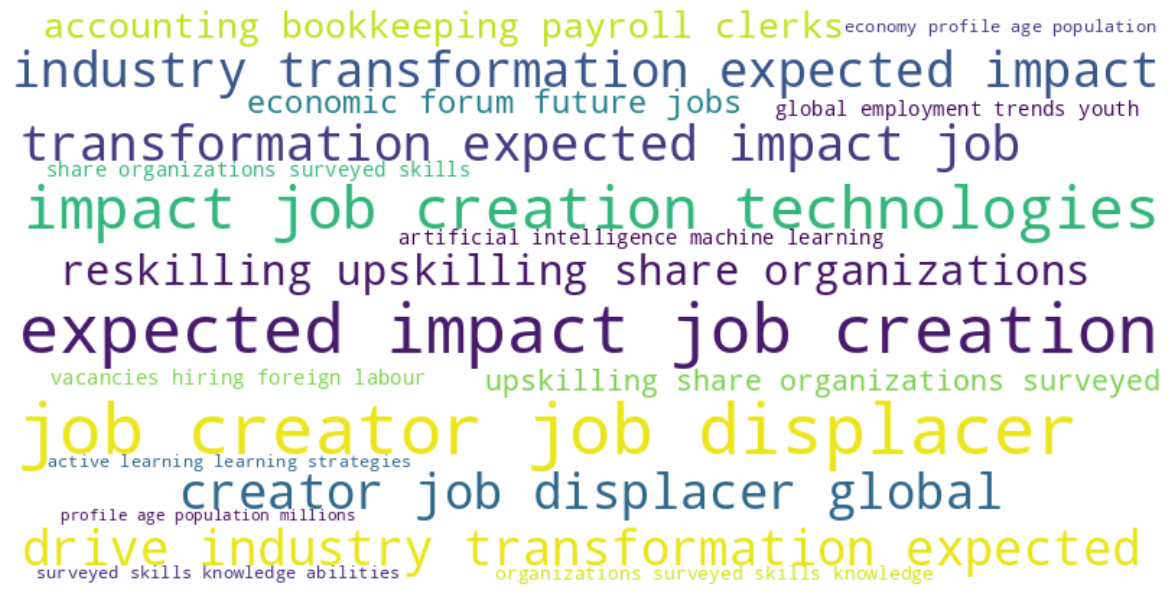 accounting bookkeeping payroll clerks
economy profile age population
industry transformation expected impact
economic forum future jobs
global employment trends youth
transformation expected impact job
share organizations surveyed skills
impact job creation technologies
artificial intelligence machine learning
reskilling upskilling share organizations
expected impact job creation
vacancies hiring foreign labour
upskilling share organizations surveyed
job creator job displacer
active learning learning strategies
creator job displacer global
profile age population millions
drive industry transformation expected
surveyed skills knowledge abilities
organizations surveyed skills knowledge